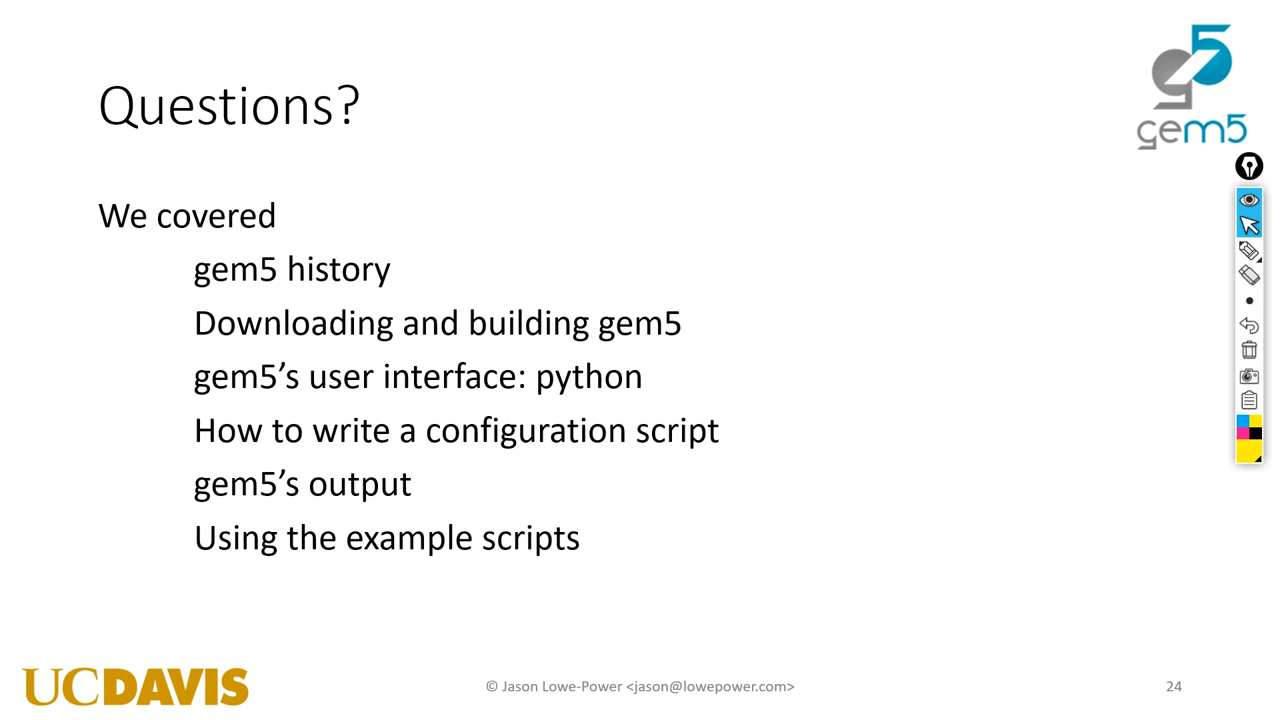 Questions?
gem5
We covered
gem5 history
Downloading and building gem5
gem5’s user interface: python
How to write a configuration script
gem5’s output
Using the example scripts
UCDAVIS
© Jason Lowe-Power <jason@lowepower.com>
24